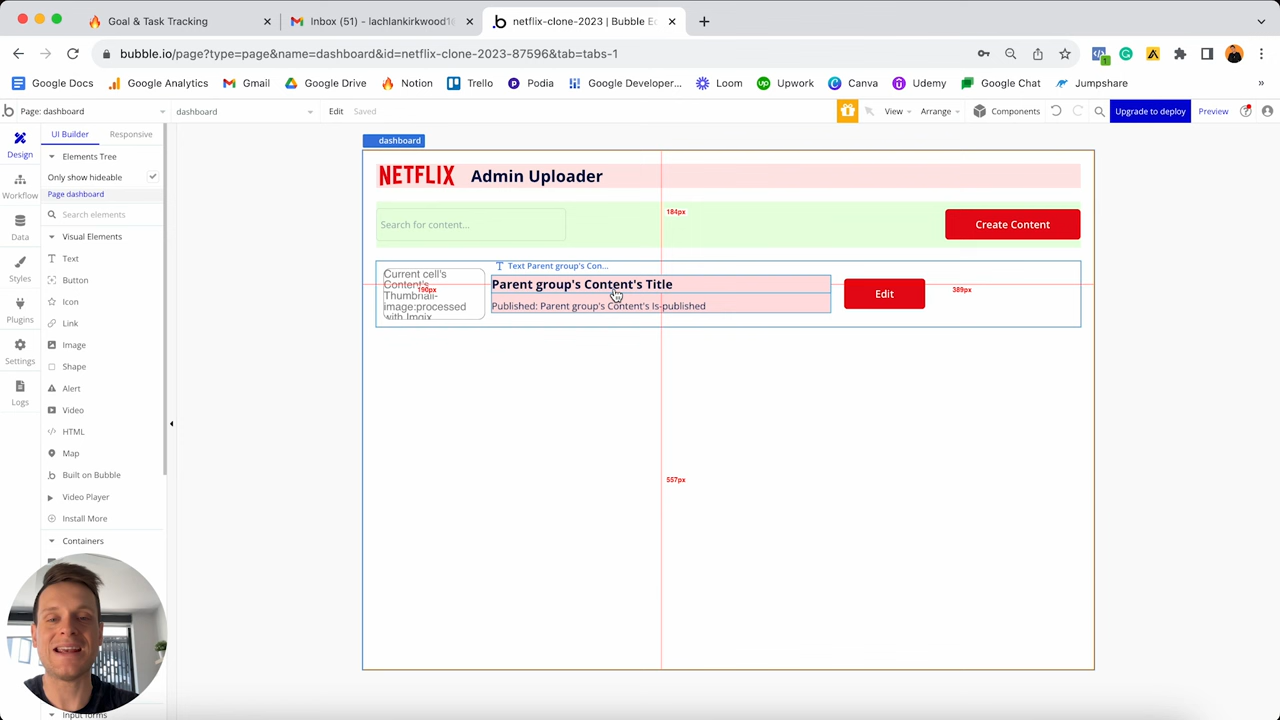 Goal & Task Tracking
Inbox (51) - lachlankirkwood1
netflix-clone-2023 | Bubble Ed
bubble.io/page?type=page&name=dashboard&id=netflix-clone-2023-87596&tab=tabs-1
1
Google Docs
Google Analytics
Gmail
Google Drive
Notion
Trello
Podia
Google Developer...
Loom
Upwork
Canva
Udemy
Google Chat
Jumpshare
»
Page: dashboard
dashboard
Edit
Saved
View
Arrange
Components
Upgrade to deploy
Preview
Design
Workflow
Data
Styles
Plugins
Settings
Logs
UI Builder
Responsive
Elements Tree
Only show hideable
Page dashboard
Search elements
Visual Elements
Text
Button
Icon
Link
Image
Shape
Alert
Video
HTML
Map
Built on Bubble
Video Player
Install More
Containers
Input forms
dashboard
NETFLIX
Admin Uploader
184px
Search for content...
Create Content
Text Parent group's Con...
Current cell's
Content's
Thumbnail-
image:processed
with Imgix
190px
Parent group's Content's Title
Published: Parent group's Content's Is-published
Edit
389px
557px